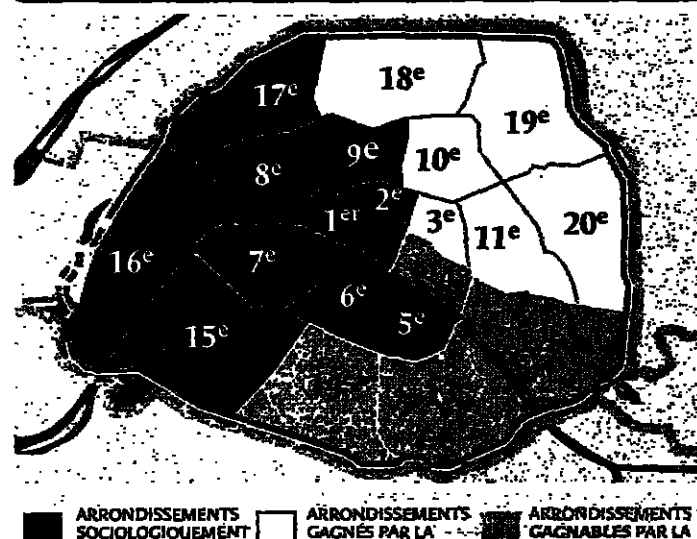 17e
18e
19e
8e
9e
10e
2e
1er
3e
11e
20e
16e
7e
6e
5e
15e
ARRONDISSEMENTS
SOCIOLOGIQUEMENT
ARRONDISSEMENTS
GAGNÉS PAR LA
ARRONDISSEMENTS
GAGNABLES PAR LA